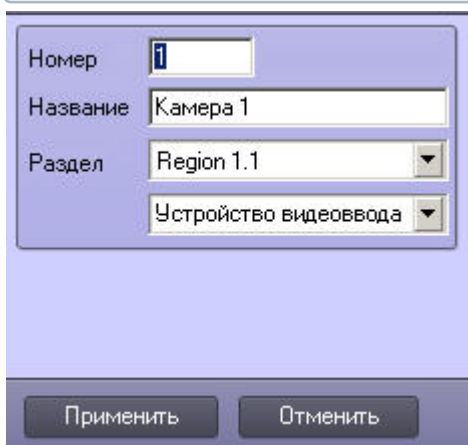 Номер 1
Название Камера 1
Раздел Region 1.1
Устройство видеоввода
Применить Отменить